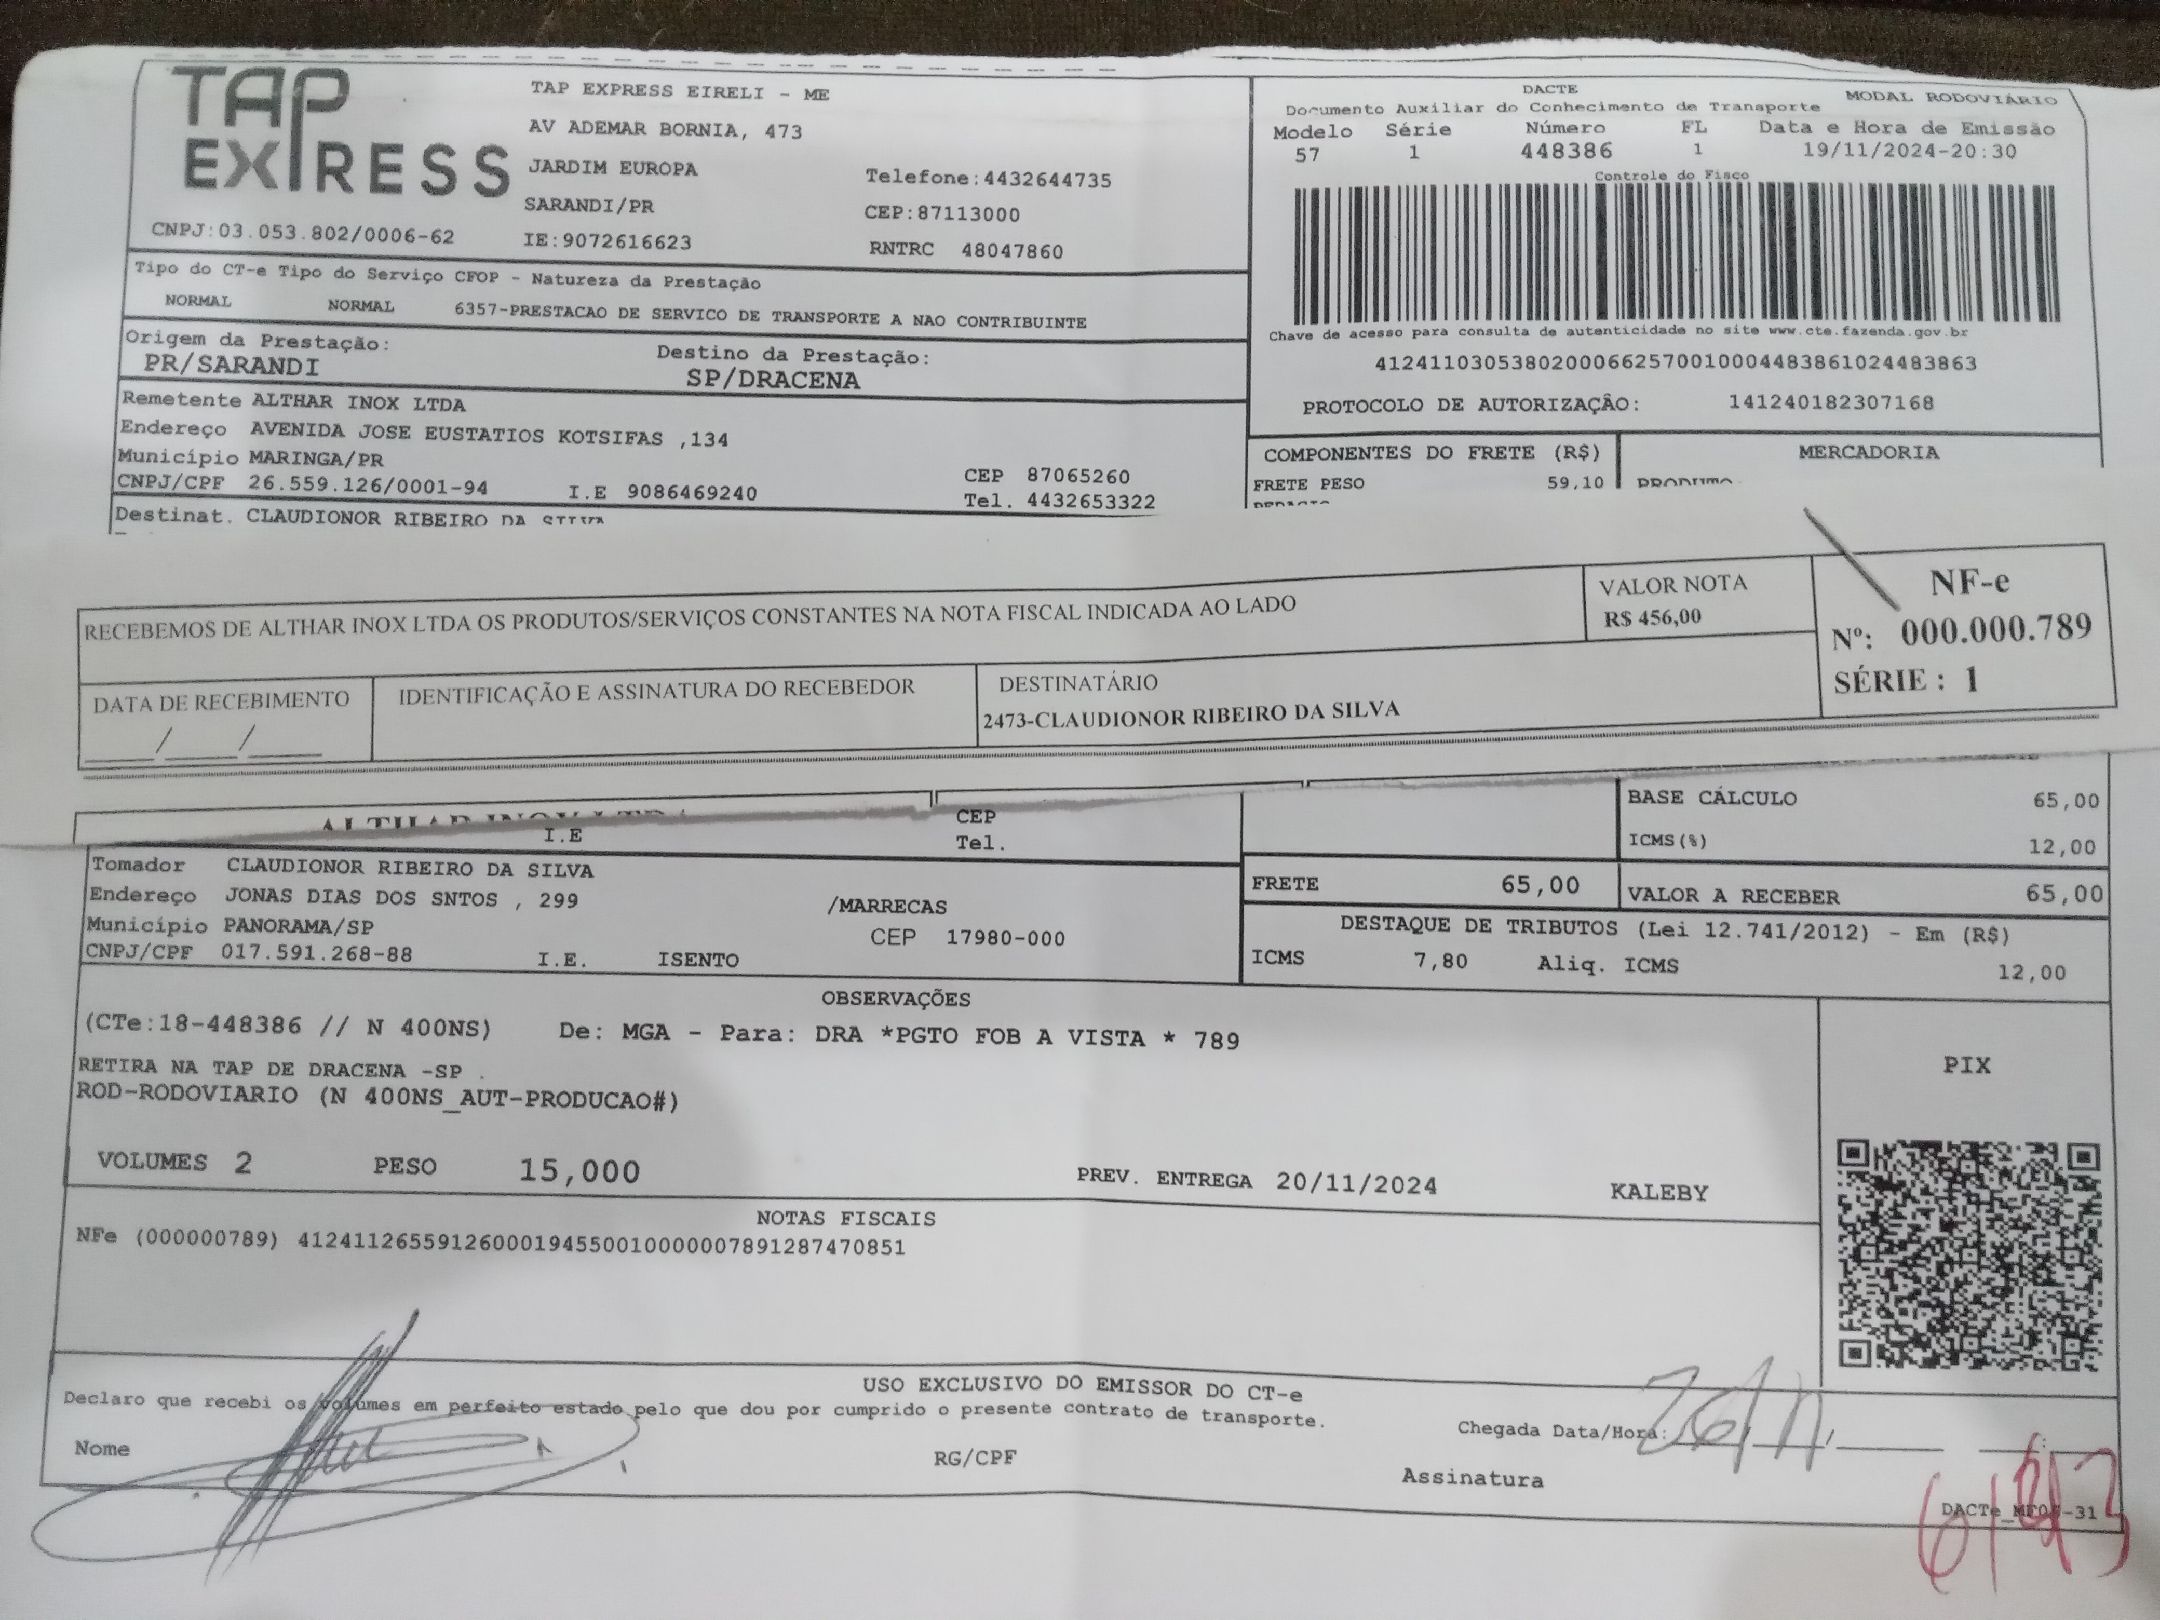 TAP EXPRESS
TAP EXPRESS EIRELI - ME
AV ADEMAR BORNIA, 473
JARDIM EUROPA Telefone:4432644735
SARANDI/PR CEP:87113000
CNPJ:03.053.802/0006-62 IE:9072616623 RNTRC 48047860
DACTE MODAL RODOVIÁRIO
Documento Auxiliar do Conhecimento de Transporte
Modelo Série Número FL Data e Hora de Emissão
57 1 448386 1 19/11/2024-20:30
Controle do Fisco
Chave de acesso para consulta de autenticidade no site www.cte.fazenda.gov.br
41241103053802000662570010004483861024483863
PROTOCOLO DE AUTORIZAÇÃO: 141240182307168
Tipo do CT-e Tipo do Serviço CFOP - Natureza da Prestação
NORMAL NORMAL 6357-PRESTACAO DE SERVICO DE TRANSPORTE A NAO CONTRIBUINTE
Origem da Prestação: Destino da Prestação:
PR/SARANDI SP/DRACENA
Remetente ALTHAR INOX LTDA
Endereço AVENIDA JOSE EUSTATIOS KOTSIFAS ,134
Município MARINGA/PR CEP 87065260
CNPJ/CPF 26.559.126/0001-94 I.E 9086469240 Tel. 4432653322
Destinat. CLAUDIONOR RIBEIRO DA SILVA
COMPONENTES DO FRETE (R$) MERCADORIA
FRETE PESO 59,10 PRODUTO
RECEBEMOS DE ALTHAR INOX LTDA OS PRODUTOS/SERVIÇOS CONSTANTES NA NOTA FISCAL INDICADA AO LADO
VALOR NOTA
R$ 456,00
NF-e
Nº: 000.000.789
SÉRIE : 1
DATA DE RECEBIMENTO IDENTIFICAÇÃO E ASSINATURA DO RECEBEDOR DESTINATÁRIO
___/___/___ 2473-CLAUDIONOR RIBEIRO DA SILVA
ALTHAR INOX LTDA
I.E CEP
Tel.
BASE CÁLCULO 65,00
ICMS(%) 12,00
FRETE 65,00 VALOR A RECEBER 65,00
Tomador CLAUDIONOR RIBEIRO DA SILVA
Endereço JONAS DIAS DOS SNTOS , 299 /MARRECAS
Município PANORAMA/SP CEP 17980-000
CNPJ/CPF 017.591.268-88 I.E. ISENTO
DESTAQUE DE TRIBUTOS (Lei 12.741/2012) - Em (R$)
ICMS 7,80 Aliq. ICMS 12,00
OBSERVAÇÕES
(CTe:18-448386 // N 400NS) De: MGA - Para: DRA *PGTO FOB A VISTA * 789
RETIRA NA TAP DE DRACENA -SP .
ROD-RODOVIARIO (N 400NS_AUT-PRODUCAO#)
PIX
VOLUMES 2 PESO 15,000 PREV. ENTREGA 20/11/2024 KALEBY
NOTAS FISCAIS
NFe (000000789) 41241126559126000194550010000007891287470851
USO EXCLUSIVO DO EMISSOR DO CT-e
Declaro que recebi os volumes em perfeito estado pelo que dou por cumprido o presente contrato de transporte.
Chegada Data/Hora:
Nome RG/CPF Assinatura